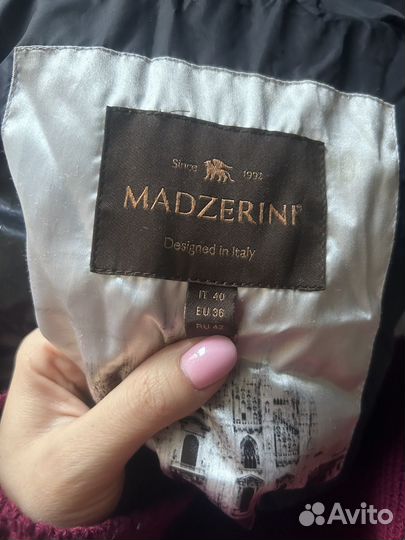 Since 1992
MADZERINI
Designed in Italy
IT 40
EU 36
RU 42
Avito